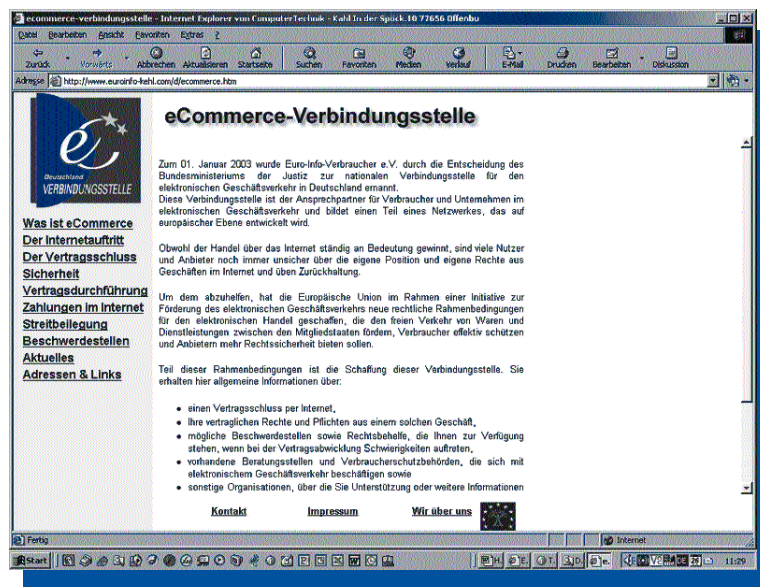 ecommerce-verbindungsstelle - Internet Explorer von ComputerTechnik - Kahl In der Spöck.10 77656 Offenbu
Datei Bearbeiten Ansicht Favoriten Extras ?
Zurück Vorwärts Abbrechen Aktualisieren Startseite Suchen Favoriten Medien Verlauf E-Mail Drucken Bearbeiten Diskussion
Adresse http://www.euroinfo-kehl.com/d/ecommerce.htm
e
Deutschland
VERBINDUNGSSTELLE
Was ist eCommerce
Der Internetauftritt
Der Vertragsschluss
Sicherheit
Vertragsdurchführung
Zahlungen im Internet
Streitbeilegung
Beschwerdestellen
Aktuelles
Adressen & Links
eCommerce-Verbindungsstelle
Zum 01. Januar 2003 wurde Euro-Info-Verbraucher e.V. durch die Entscheidung des
Bundesministeriums der Justiz zur nationalen Verbindungsstelle für den
elektronischen Geschäftsverkehr in Deutschland ernannt.
Diese Verbindungsstelle ist der Ansprechpartner für Verbraucher und Unternehmen im
elektronischen Geschäftsverkehr und bildet einen Teil eines Netzwerkes, das auf
europäischer Ebene entwickelt wird.
Obwohl der Handel über das Internet ständig an Bedeutung gewinnt, sind viele Nutzer
und Anbieter noch immer unsicher über die eigene Position und eigene Rechte aus
Geschäften im Internet und üben Zurückhaltung.
Um dem abzuhelfen, hat die Europäische Union im Rahmen einer Initiative zur
Förderung des elektronischen Geschäftsverkehrs neue rechtliche Rahmenbedingungen
für den elektronischen Handel geschaffen, die den freien Verkehr von Waren und
Dienstleistungen zwischen den Mitgliedstaaten fördern, Verbraucher effektiv schützen
und Anbietern mehr Rechtssicherheit bieten sollen.
Teil dieser Rahmenbedingungen ist die Schaffung dieser Verbindungsstelle. Sie
erhalten hier allgemeine Informationen über:
• einen Vertragsschluss per Internet,
• Ihre vertraglichen Rechte und Pflichten aus einem solchen Geschäft,
• mögliche Beschwerdestellen sowie Rechtsbehelfe, die Ihnen zur Verfügung
stehen, wenn bei der Vertragsabwicklung Schwierigkeiten auftreten,
• vorhandene Beratungsstellen und Verbraucherschutzbehörden, die sich mit
elektronischem Geschäftsverkehr beschäftigen sowie
• sonstige Organisationen, über die Sie Unterstützung oder weitere Informationen
Kontakt Impressum Wir über uns
Fertig Internet
Start 11:29